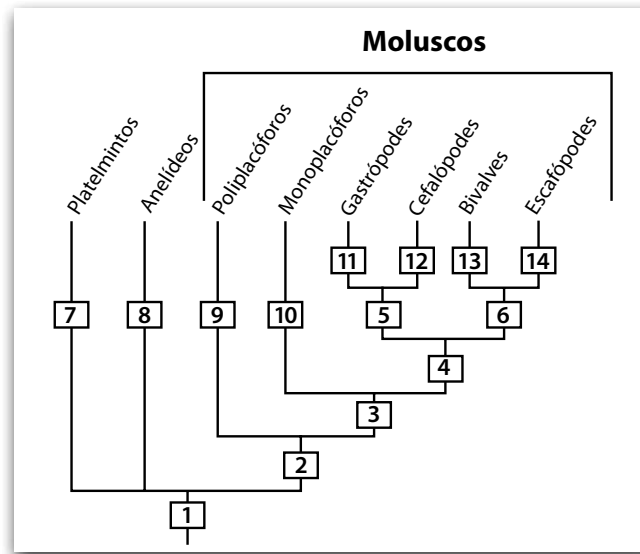 Moluscos
Platelmintos
Anelídeos
Poliplacóforos
Monoplacóforos
Gastrópodes
Cefalópodes
Bivalves
Escafópodes
11 12 13 14
7 8 9 10 5 6
4
3
2
1